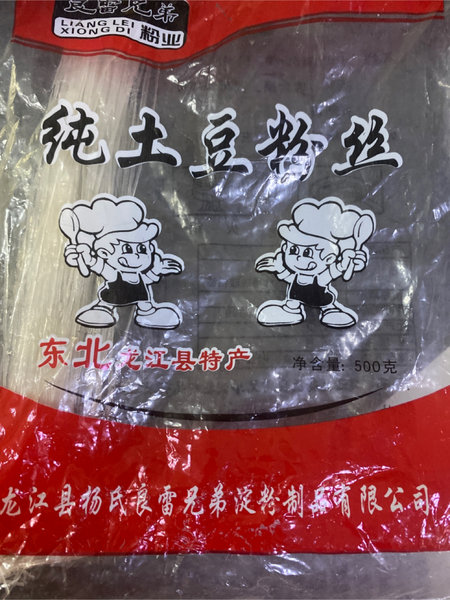 良雷兄弟
LIANG LEI
XIONG DI 粉业
纯土豆粉丝
东北龙江县特产
净含量: 500克
龙江县杨氏良雷兄弟淀粉制品有限公司